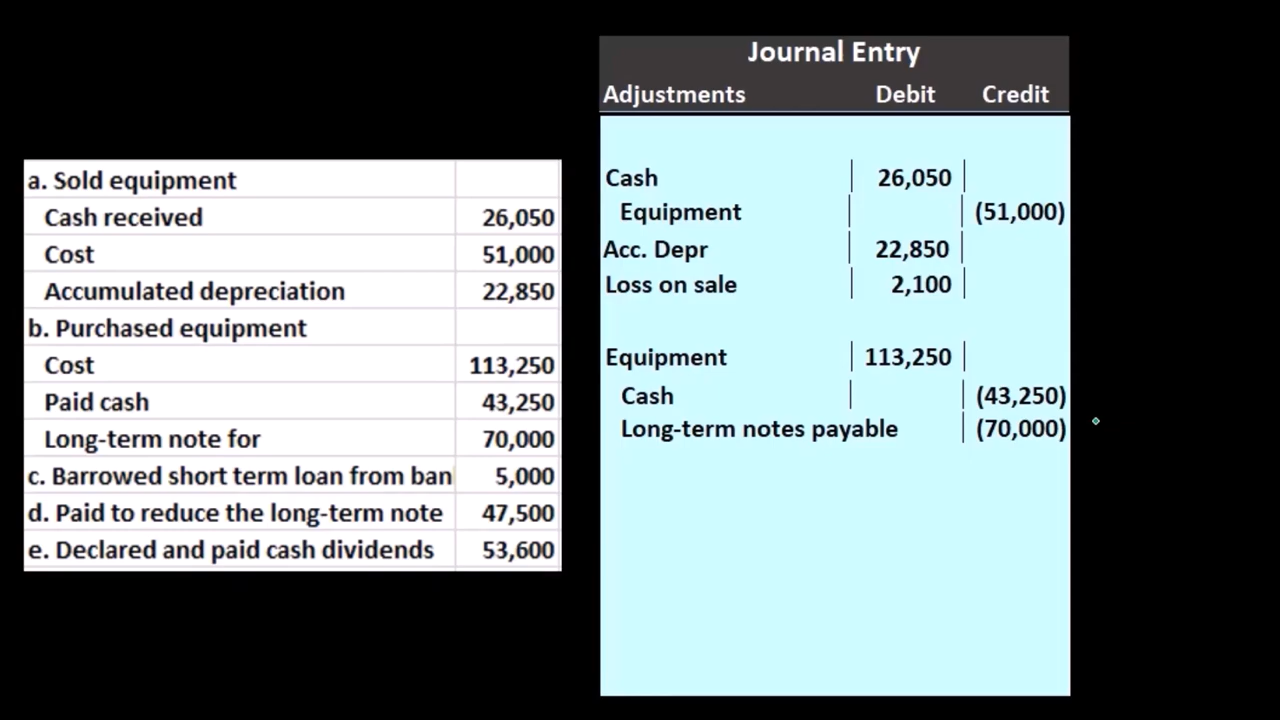 a. Sold equipment
Cash received 26,050
Cost 51,000
Accumulated depreciation 22,850
b. Purchased equipment
Cost 113,250
Paid cash 43,250
Long-term note for 70,000
c. Barrowed short term loan from ban 5,000
d. Paid to reduce the long-term note 47,500
e. Declared and paid cash dividends 53,600
Journal Entry
Adjustments Debit Credit
Cash 26,050
Equipment (51,000)
Acc. Depr 22,850
Loss on sale 2,100
Equipment 113,250
Cash (43,250)
Long-term notes payable (70,000)